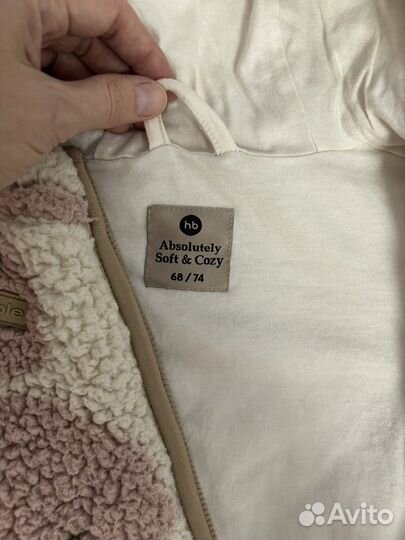 hb
Absolutely
Soft & Cozy
68 / 74
Avito